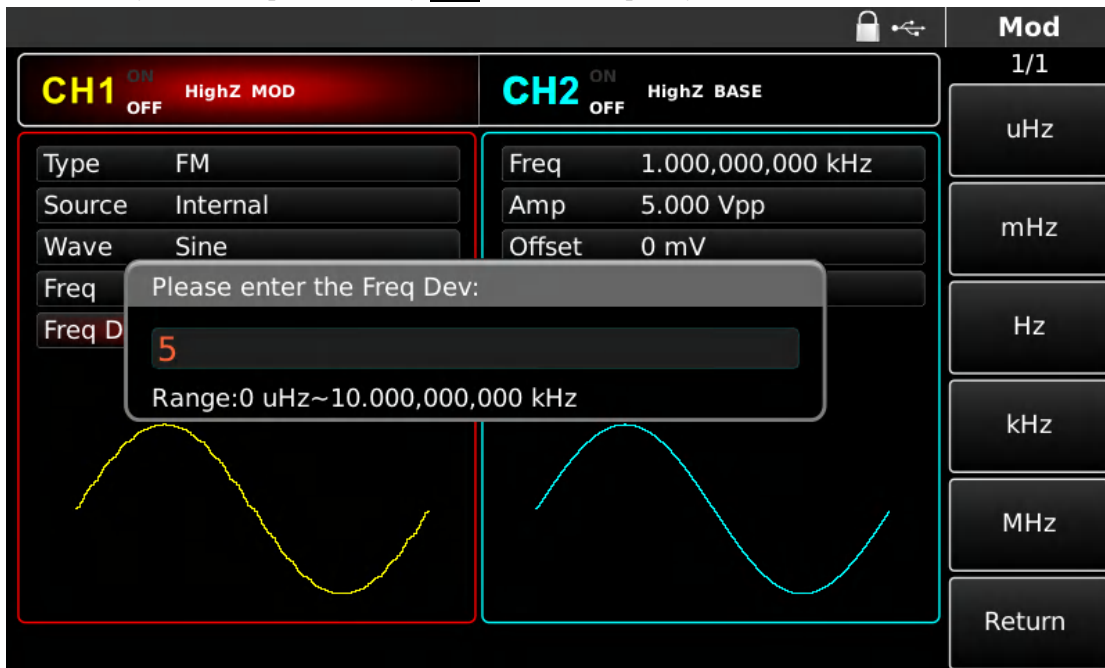 Mod
1/1
CH1 ON OFF HighZ MOD
CH2 ON OFF HighZ BASE
Type FM
Source Internal
Wave Sine
Freq
Freq D
Freq 1.000,000,000 kHz
Amp 5.000 Vpp
Offset 0 mV
Please enter the Freq Dev:
5
Range:0 uHz~10.000,000,000 kHz
uHz
mHz
Hz
kHz
MHz
Return